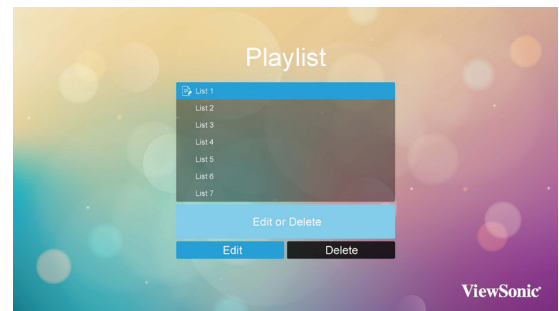 Playlist
List 1
List 2
List 3
List 4
List 5
List 6
List 7
Edit or Delete
Edit Delete
ViewSonic®